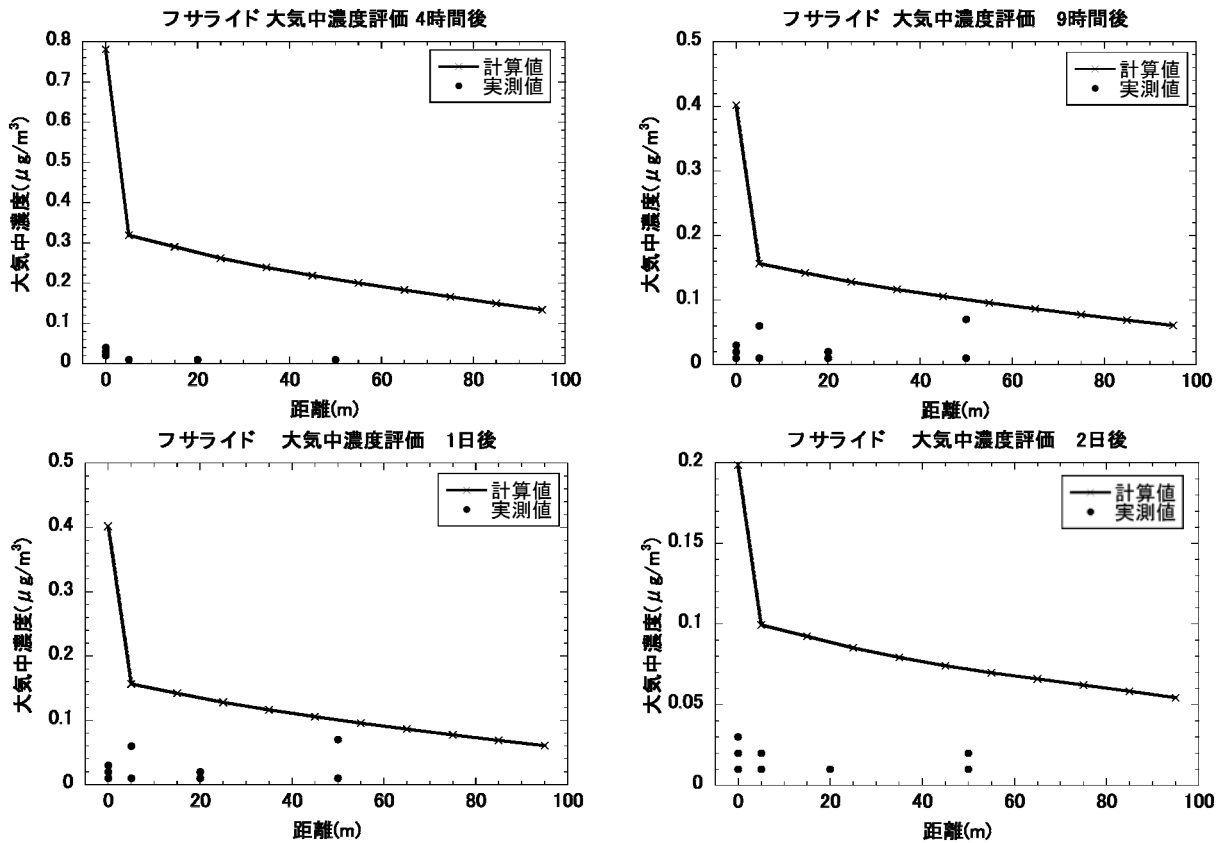 フサライド 大気中濃度評価 4時間後
大気中濃度(μg/m³)
0.8
0.7
0.6
0.5
0.4
0.3
0.2
0.1
0
計算値
実測値
0 20 40 60 80 100
距離(m)
フサライド 大気中濃度評価 9時間後
大気中濃度(μg/m³)
0.5
0.4
0.3
0.2
0.1
0
計算値
実測値
0 20 40 60 80 100
距離(m)
フサライド 大気中濃度評価 1日後
大気中濃度(μg/m³)
0.5
0.4
0.3
0.2
0.1
0
計算値
実測値
0 20 40 60 80 100
距離(m)
フサライド 大気中濃度評価 2日後
大気中濃度(μg/m³)
0.2
0.15
0.1
0.05
0
計算値
実測値
0 20 40 60 80 100
距離(m)